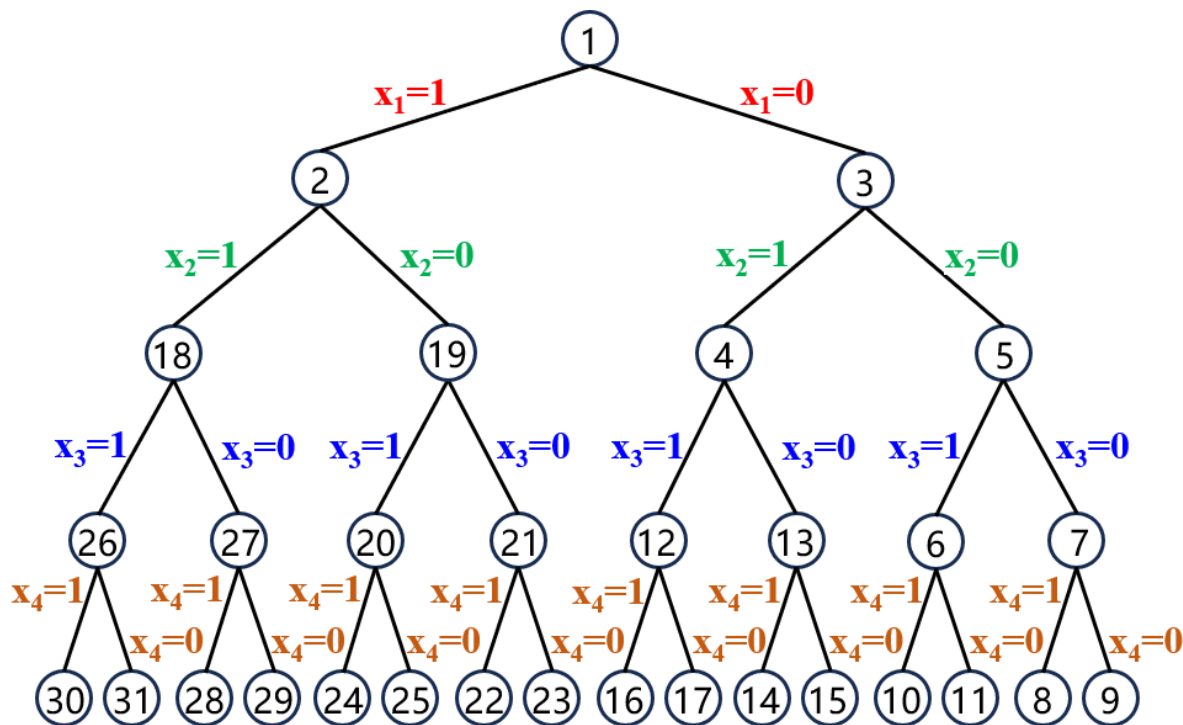 1
x₁=1 x₁=0
2 3
x₂=1 x₂=0 x₂=1 x₂=0
18 19 4 5
x₃=1 x₃=0 x₃=1 x₃=0 x₃=1 x₃=0 x₃=1 x₃=0
26 27 20 21 12 13 6 7
x₄=1 x₄=1 x₄=1 x₄=1 x₄=1 x₄=1 x₄=1 x₄=1
x₄=0 x₄=0 x₄=0 x₄=0 x₄=0 x₄=0 x₄=0 x₄=0
30 31 28 29 24 25 22 23 16 17 14 15 10 11 8 9